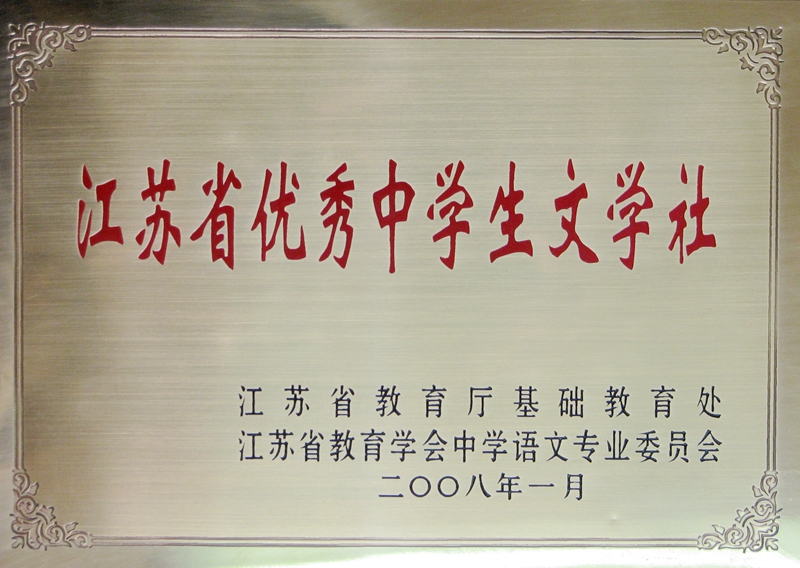 江苏省优秀中学生文学社
江苏省教育厅基础教育处
江苏省教育学会中学语文专业委员会
二〇〇八年一月